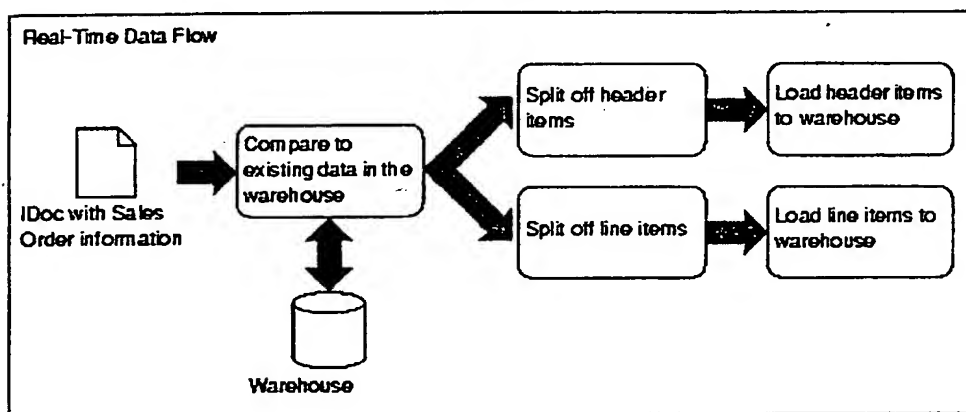 Real-Time Data Flow
IDoc with Sales
Order information
Compare to
existing data in the
warehouse
Warehouse
Split off header
items
Load header items
to warehouse
Split off line items
Load line items to
warehouse